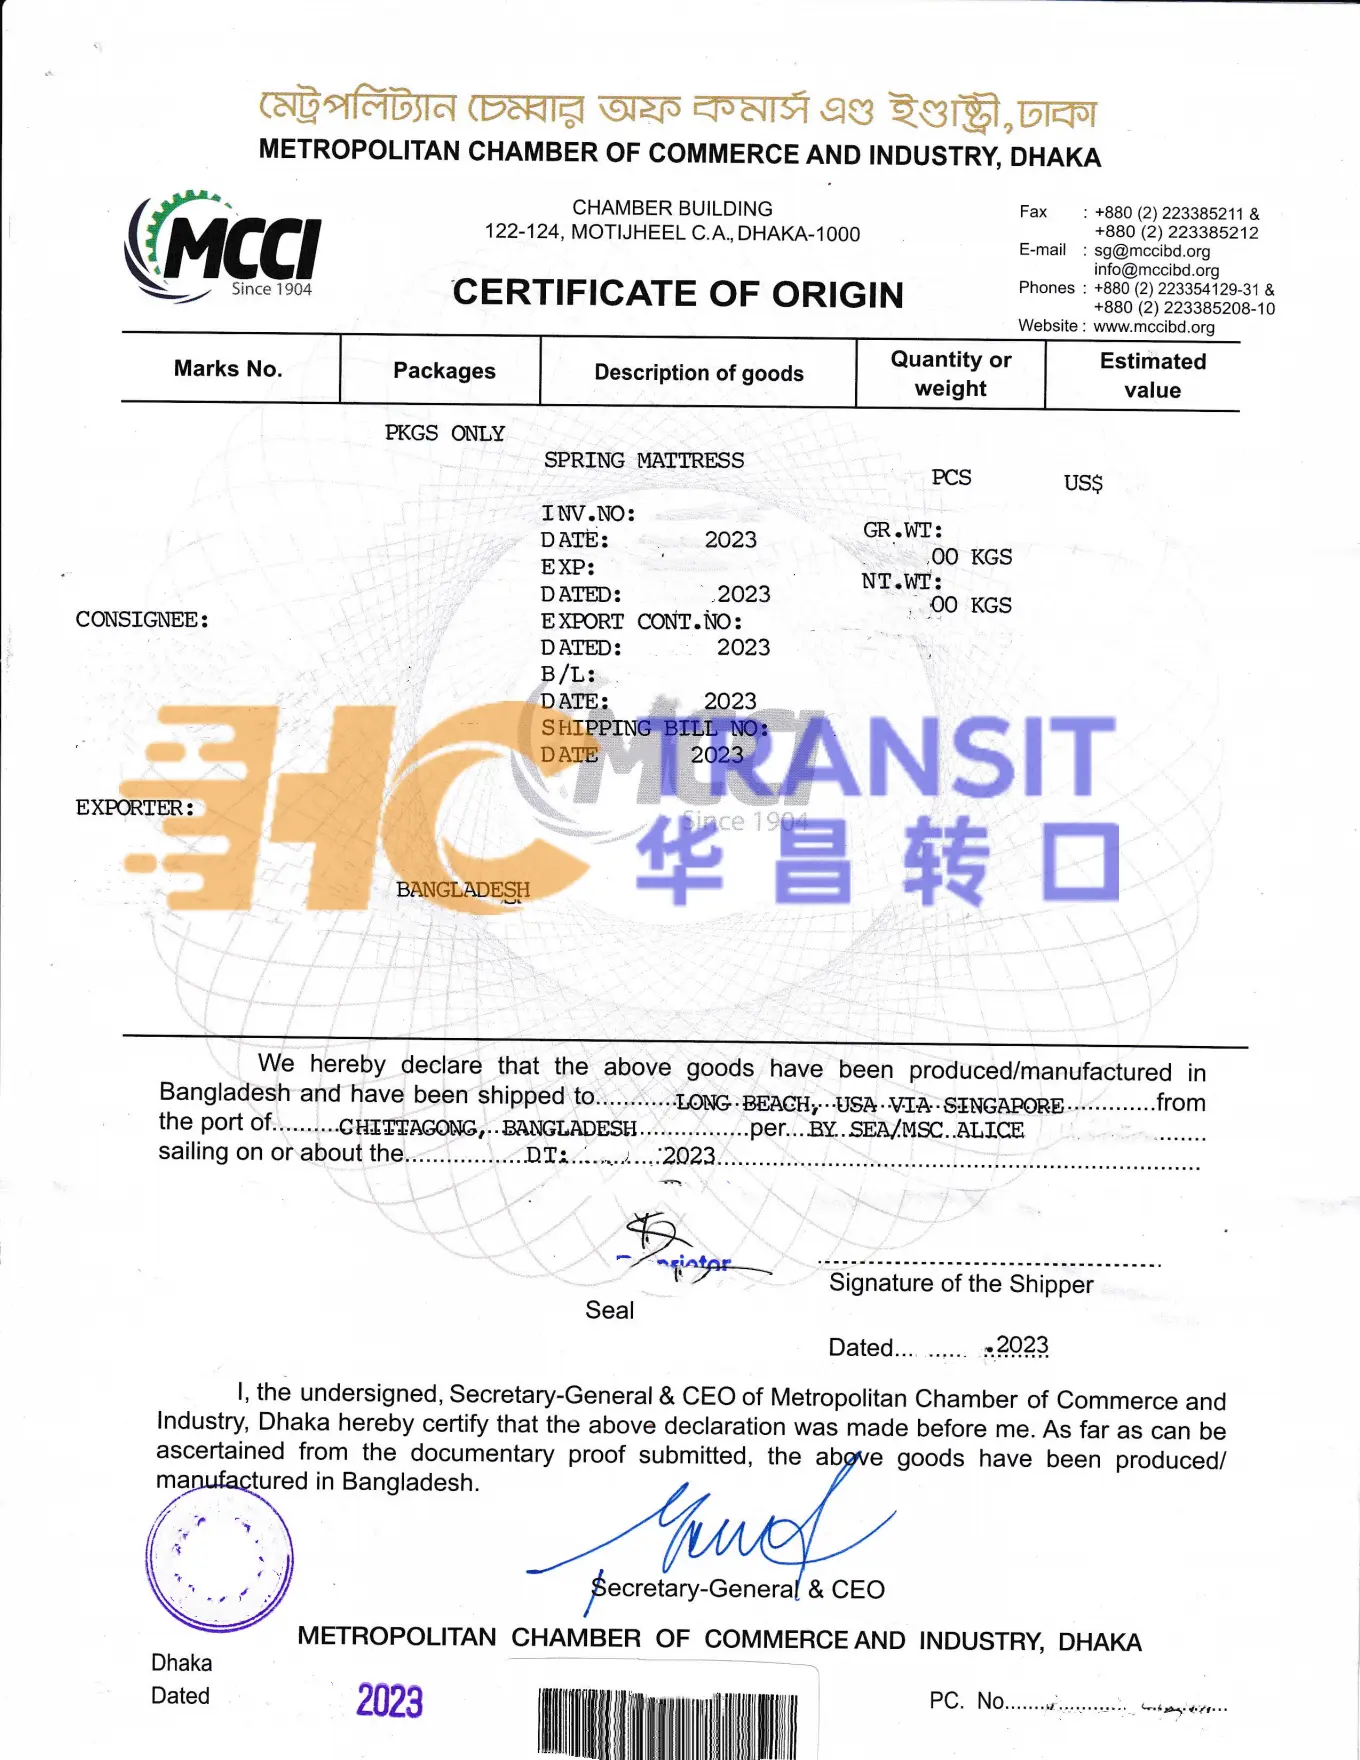 মেট্রপলিট্যান চেম্বার অফ কমার্স এণ্ড ইণ্ডাষ্ট্রী, ঢাকা
METROPOLITAN CHAMBER OF COMMERCE AND INDUSTRY, DHAKA
MCCI
Since 1904
CHAMBER BUILDING
122-124, MOTIJHEEL C.A., DHAKA-1000
CERTIFICATE OF ORIGIN
Fax : +880 (2) 223385211 &
+880 (2) 223385212
E-mail : sg@mccibd.org
info@mccibd.org
Phones : +880 (2) 223354129-31 &
+880 (2) 223385208-10
Website : www.mccibd.org
Marks No. Packages Description of goods Quantity or weight Estimated value
PKGS ONLY
SPRING MATTRESS
PCS US$
INV.NO:
DATE: 2023
EXP:
DATED: .2023
EXPORT CONT.NO:
DATED: 2023
B/L:
DATE: 2023
SHIPPING BILL NO:
DATE 2023
GR.WT:
.00 KGS
NT.WT:
.00 KGS
CONSIGNEE:
EXPORTER:
BANGLADESH
MCCI
Since 1904
HC TRANSIT
华昌转口
We hereby declare that the above goods have been produced/manufactured in
Bangladesh and have been shipped to.............LONG BEACH, USA VIA SINGAPORE.............from
the port of..........CHITTAGONG, BANGLADESH................per...BY SEA/MSC ALICE .......
sailing on or about the..................DT: 2023......................................................................
Seal
Signature of the Shipper
Dated... ...... .2023
I, the undersigned, Secretary-General & CEO of Metropolitan Chamber of Commerce and
Industry, Dhaka hereby certify that the above declaration was made before me. As far as can be
ascertained from the documentary proof submitted, the above goods have been produced/
manufactured in Bangladesh.
Secretary-General & CEO
METROPOLITAN CHAMBER OF COMMERCE AND INDUSTRY, DHAKA
Dhaka
Dated 2023
PC. No.......